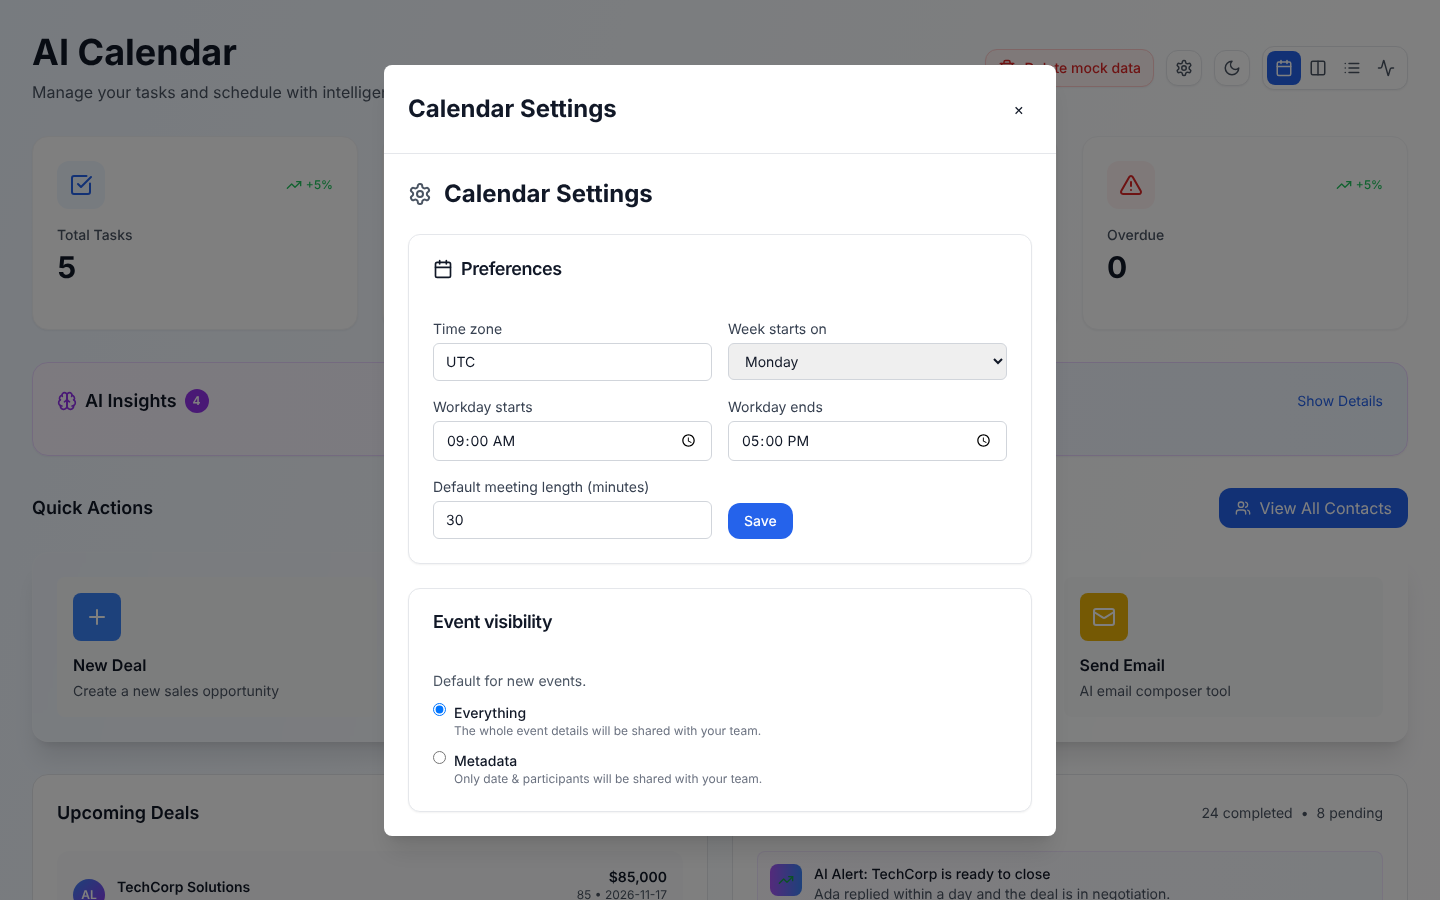 AI Calendar
Manage your tasks and schedule with
te mock data
Calendar Settings
×
Calendar Settings
Total Tasks
+5%
5
Overdue
+5%
0
Preferences
Time zone
Week starts on
UTC
Monday
Workday starts
Workday ends
09:00 AM
05:00 PM
Default meeting length (minutes)
30
Save
AI Insights 4
Show Details
Quick Actions
View All Contacts
New Deal
Create a new sales opportunity
Send Email
AI email composer tool
Event visibility
Default for new events.
Everything
The whole event details will be shared with your team.
Metadata
Only date & participants will be shared with your team.
Upcoming Deals
24 completed • 8 pending
AL
TechCorp Solutions
$85,000
85 • 2026-11-17
AI Alert: TechCorp is ready to close
Ada replied within a day and the deal is in negotiation.